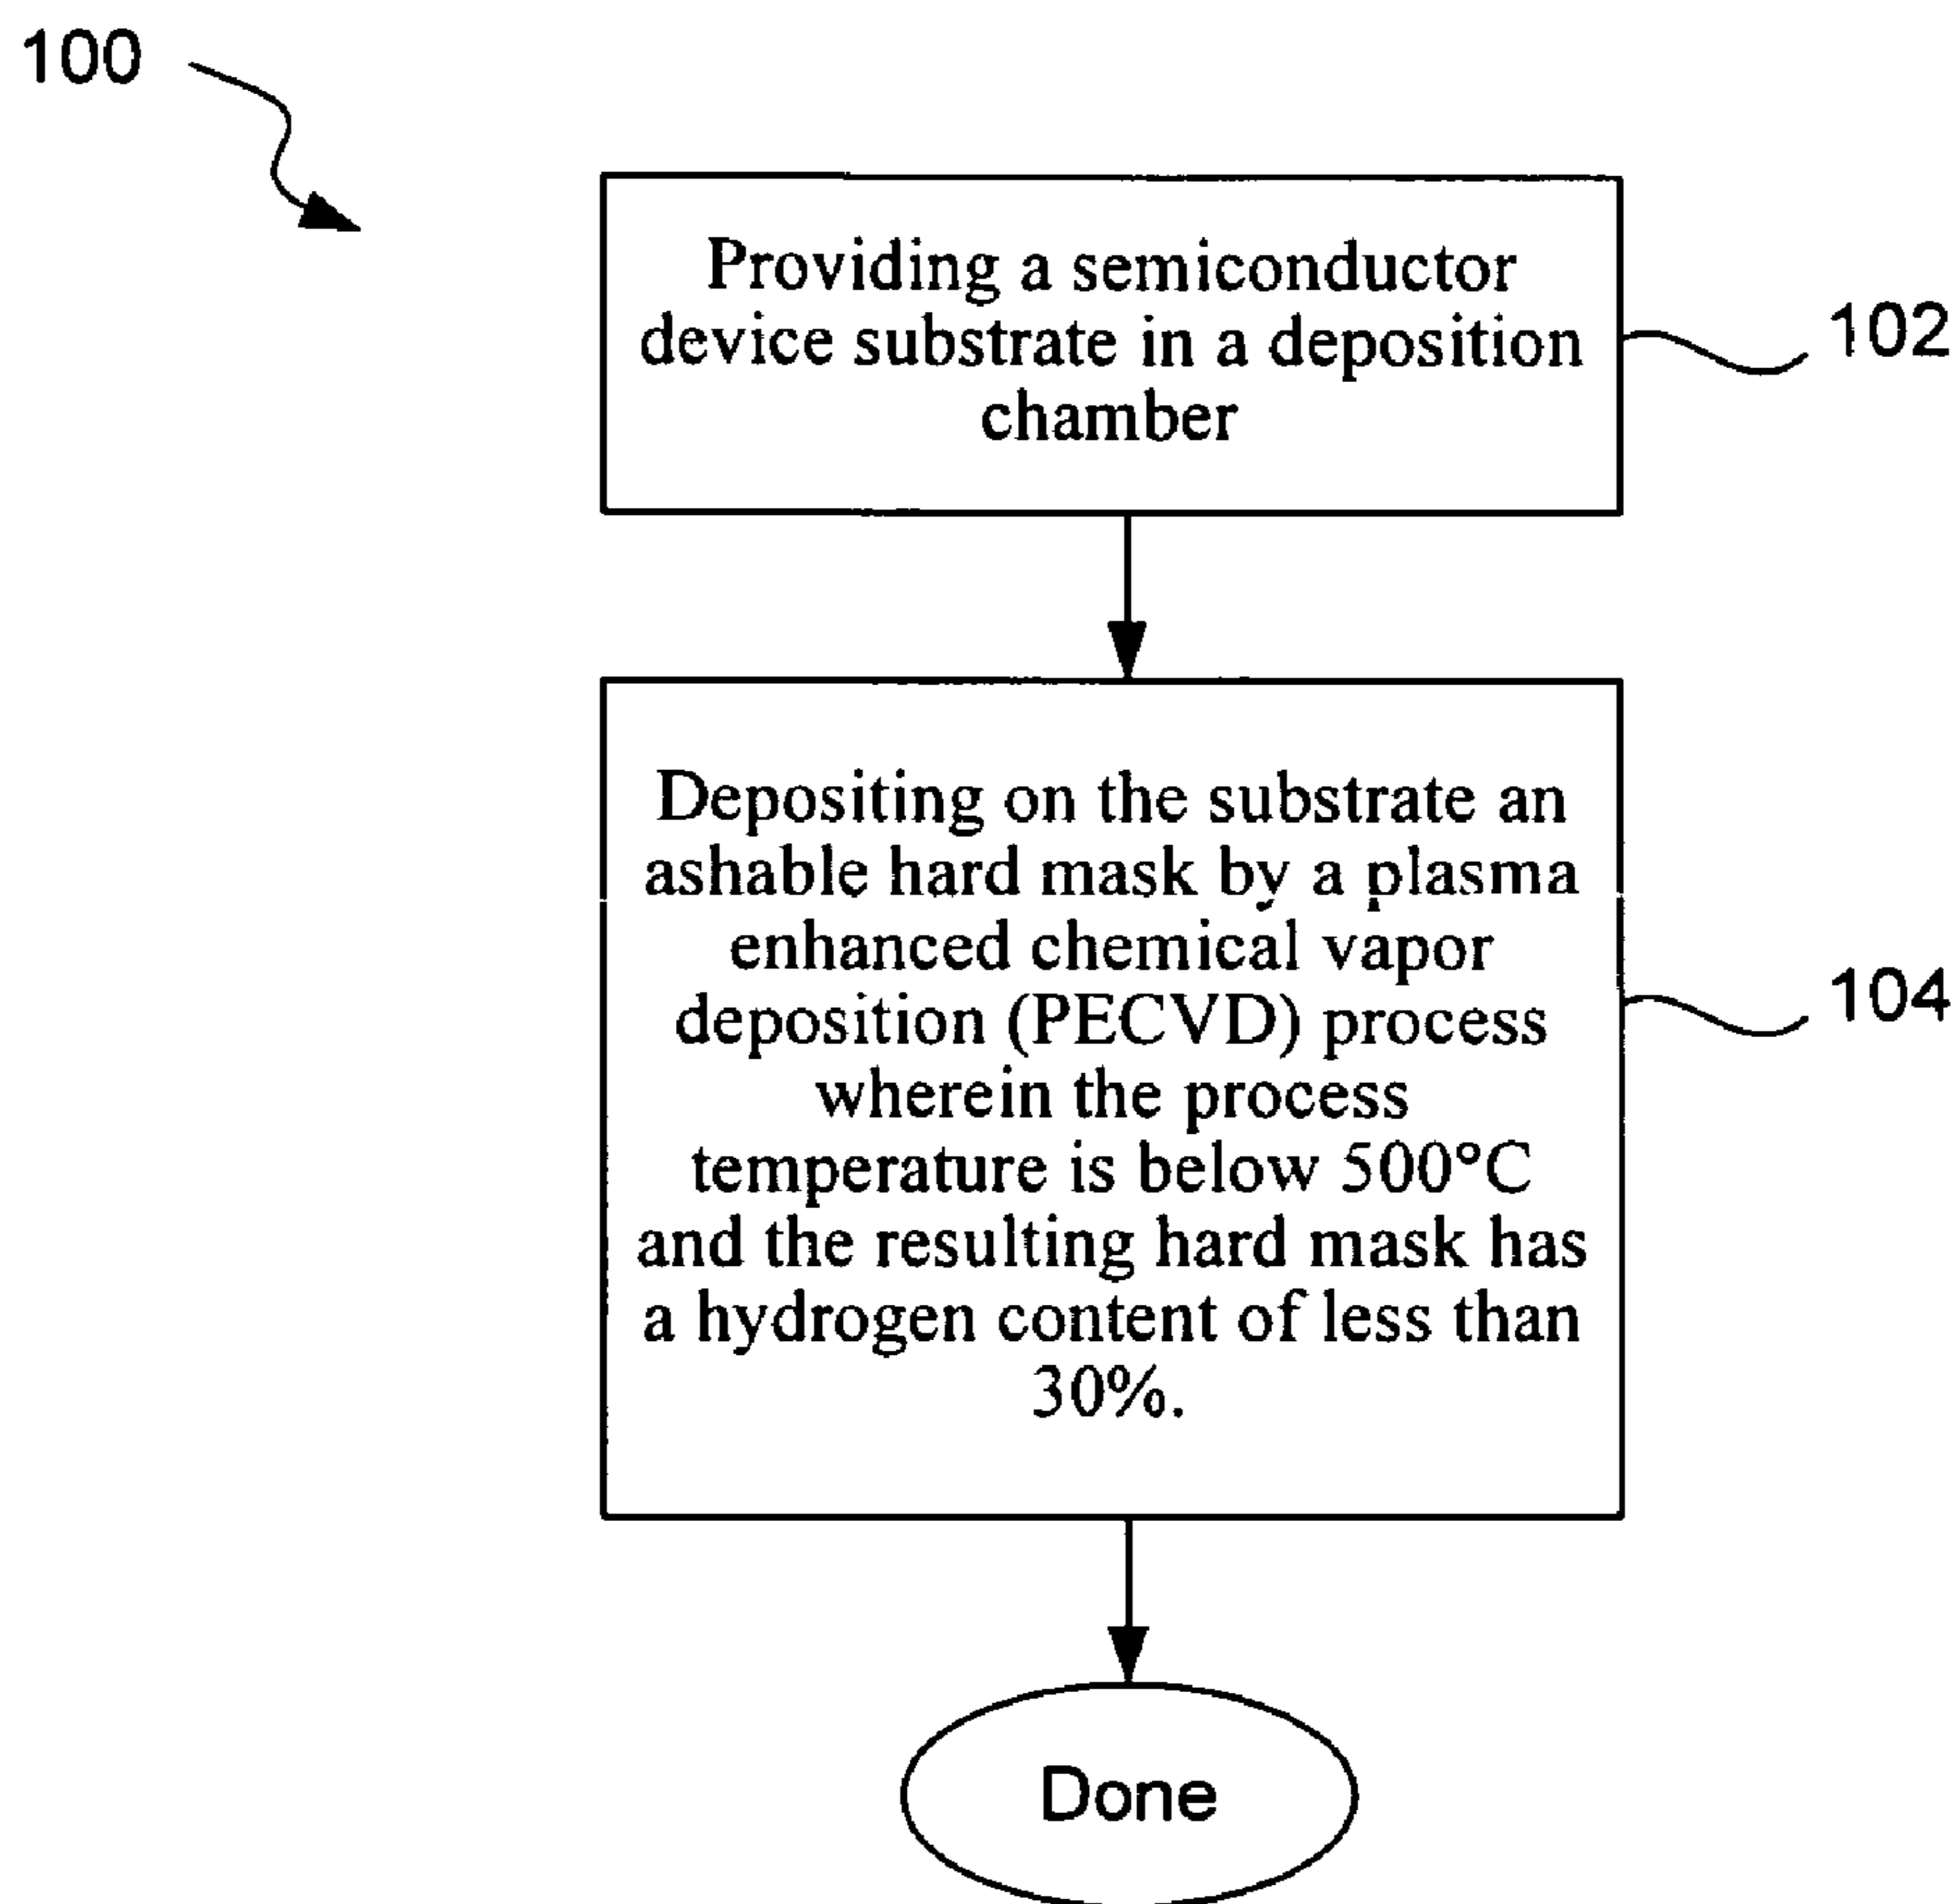 100
Providing a semiconductor
device substrate in a deposition
chamber
102
Depositing on the substrate an
ashable hard mask by a plasma
enhanced chemical vapor
deposition (PECVD) process
wherein the process
temperature is below 500°C
and the resulting hard mask has
a hydrogen content of less than
30%.
104
Done